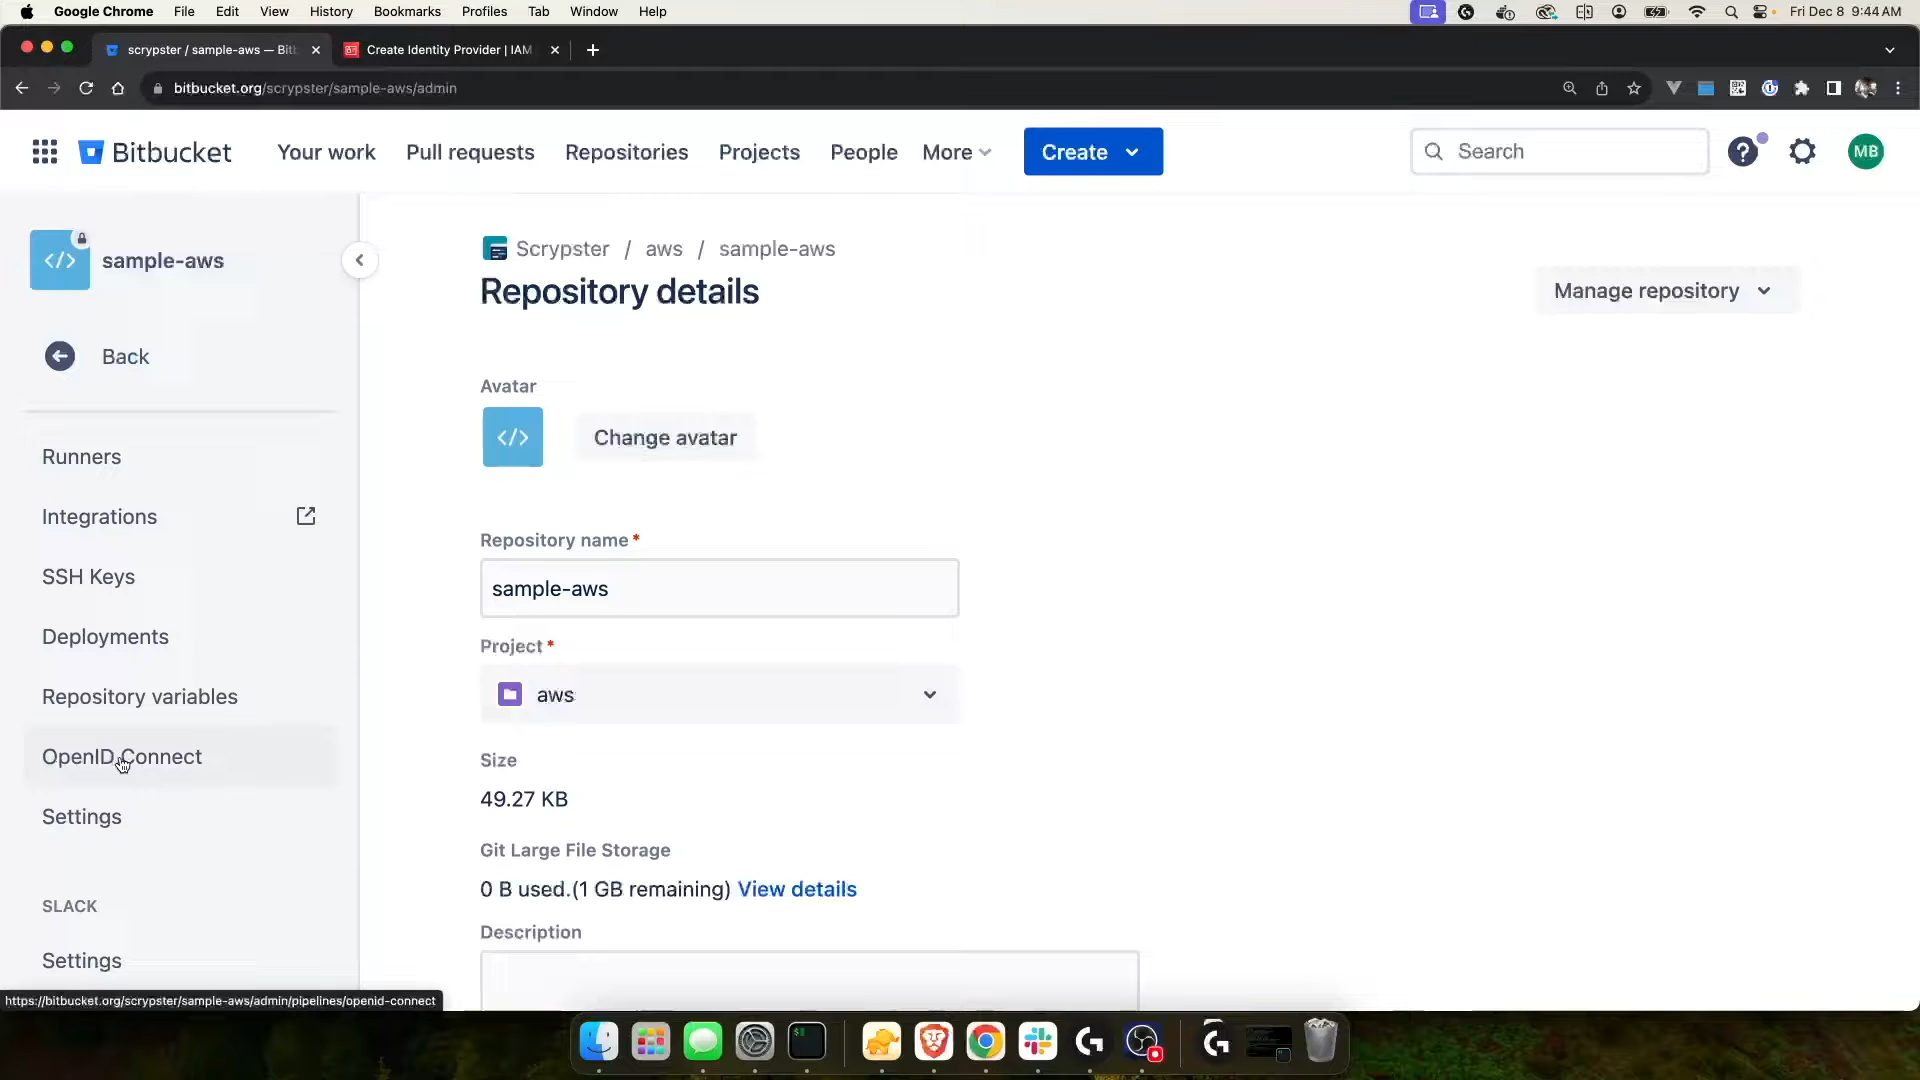 Google Chrome File Edit View History Bookmarks Profiles Tab Window Help Fri Dec 8 9:44 AM
scrypster / sample-aws — Bit Create Identity Provider | IAM
bitbucket.org/scrypster/sample-aws/admin
Bitbucket Your work Pull requests Repositories Projects People More Create Search ? MB
</> sample-aws
Scrypster / aws / sample-aws
Repository details
Manage repository
Back
Avatar
</> Change avatar
Runners
Integrations
SSH Keys
Deployments
Repository variables
OpenID Connect
Settings
SLACK
Settings
Repository name *
sample-aws
Project *
aws
Size
49.27 KB
Git Large File Storage
0 B used.(1 GB remaining) View details
Description
https://bitbucket.org/scrypster/sample-aws/admin/pipelines/openid-connect